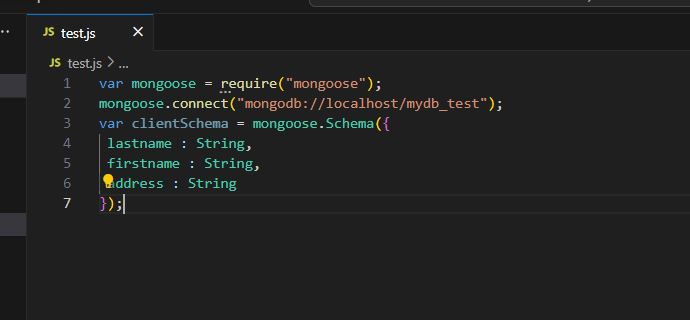 JS test.js ×
JS test.js > ...
1 var mongoose = require("mongoose");
2 mongoose.connect("mongodb://localhost/mydb_test");
3 var clientSchema = mongoose.Schema({
4 lastname : String,
5 firstname : String,
6 address : String
7 });